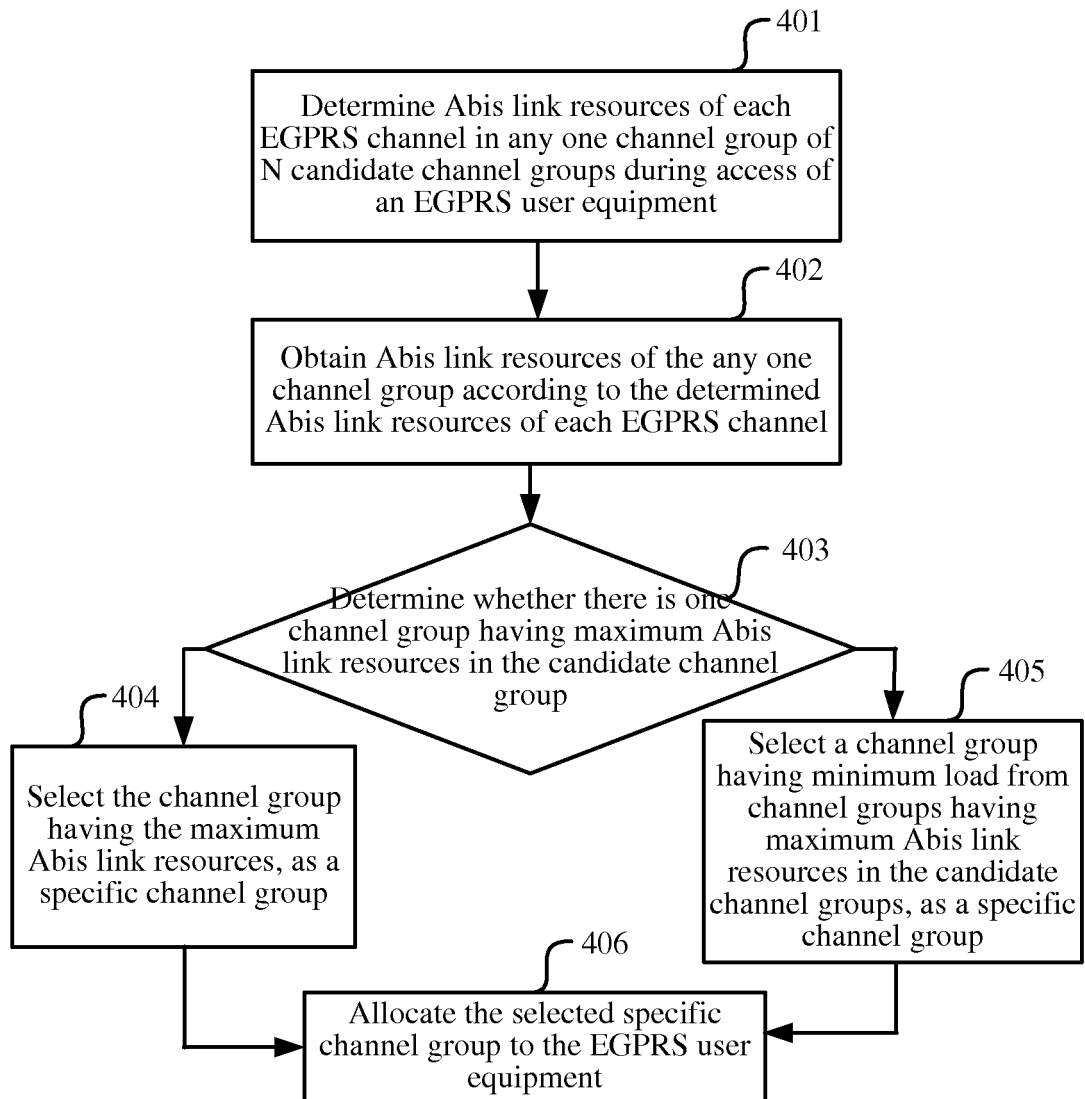 401
Determine Abis link resources of each
EGPRS channel in any one channel group of
N candidate channel groups during access of
an EGPRS user equipment
402
Obtain Abis link resources of the any one
channel group according to the determined
Abis link resources of each EGPRS channel
403
Determine whether there is one
channel group having maximum Abis
link resources in the candidate channel
group
404
Select the channel group
having the maximum
Abis link resources, as a
specific channel group
405
Select a channel group
having minimum load from
channel groups having
maximum Abis link
resources in the candidate
channel groups, as a specific
channel group
406
Allocate the selected specific
channel group to the EGPRS user
equipment